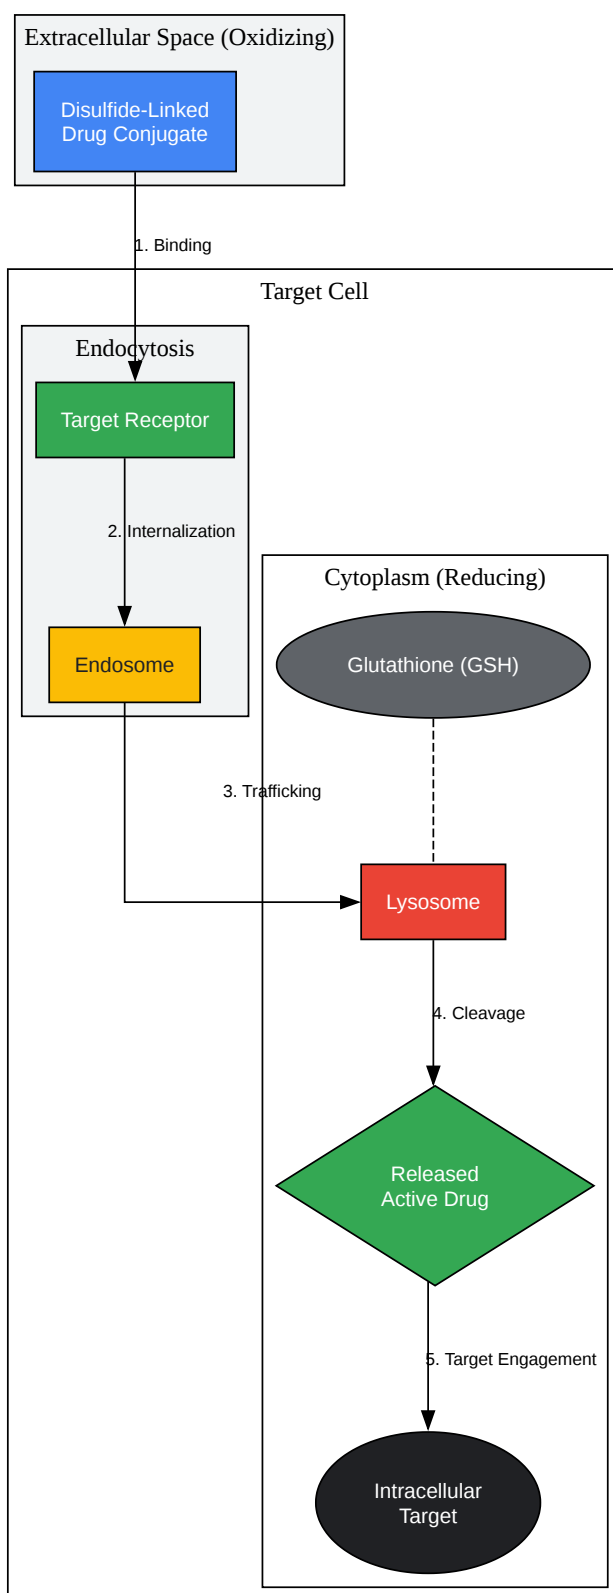 Extracellular Space (Oxidizing)
Disulfide-Linked
Drug Conjugate
1. Binding
Target Cell
Endocytosis
Target Receptor
2. Internalization
Endosome
Cytoplasm (Reducing)
Glutathione (GSH)
3. Trafficking
Lysosome
4. Cleavage
Released
Active Drug
5. Target Engagement
Intracellular
Target